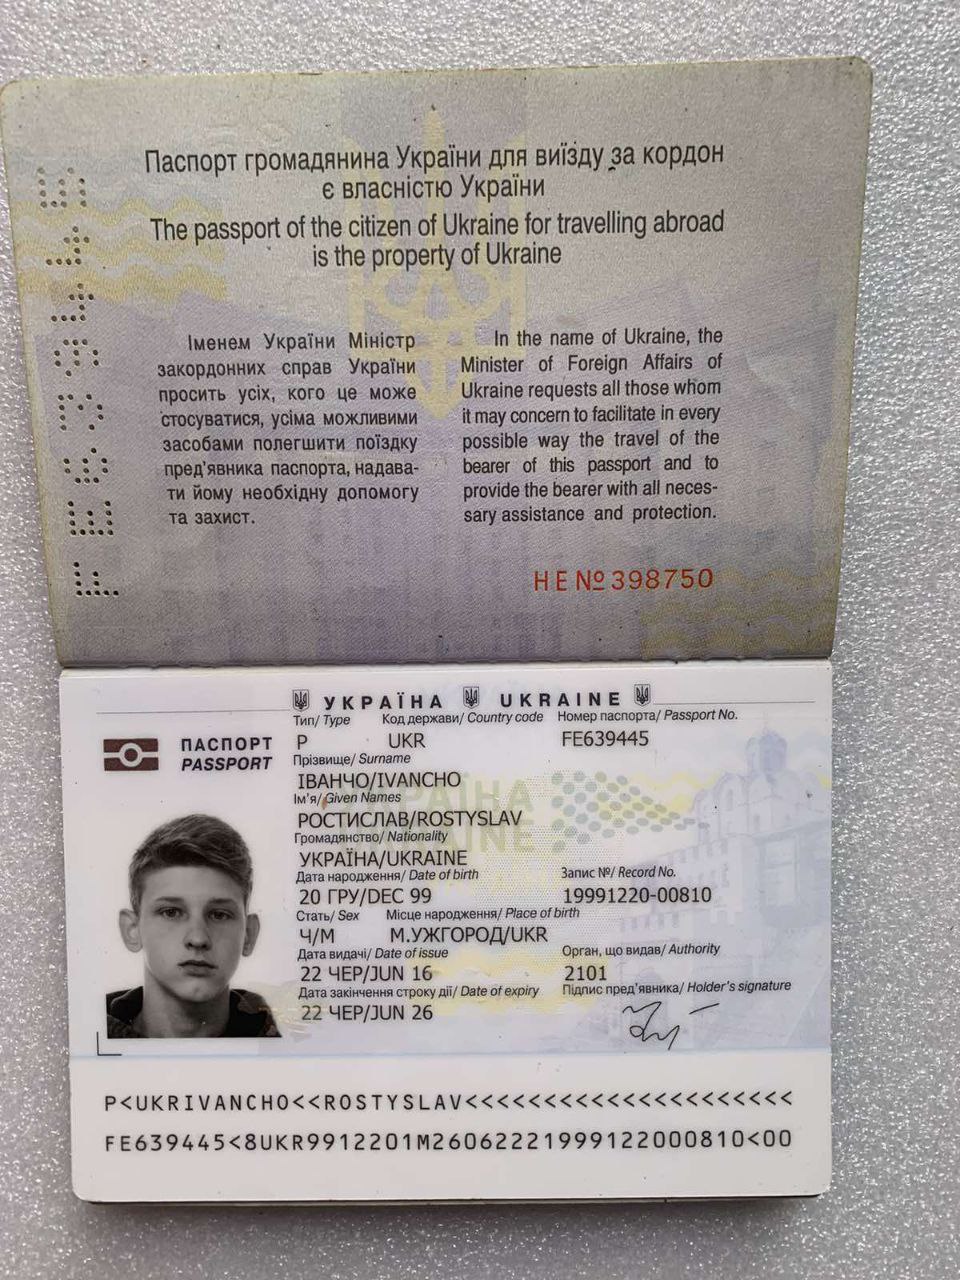 Паспорт громадянина України для виїзду за кордон
є власністю України
The passport of the citizen of Ukraine for travelling abroad
is the property of Ukraine
Іменем України Міністр
закордонних справ України
просить усіх, кого це може
стосуватися, усіма можливими
засобами полегшити поїздку
пред'явника паспорта, надава-
ти йому необхідну допомогу
та захист.
In the name of Ukraine, the
Minister of Foreign Affairs of
Ukraine requests all those whom
it may concern to facilitate in every
possible way the travel of the
bearer of this passport and to
provide the bearer with all neces-
sary assistance and protection.
FE639445
НЕ№398750
УКРАЇНА UKRAINE
ПАСПОРТ
PASSPORT
Тип/ Type Код держави/ Country code Номер паспорта/ Passport No.
P UKR FE639445
Прізвище/ Surname
ІВАНЧО/IVANCHO
Ім'я/ Given Names
РОСТИСЛАВ/ROSTYSLAV
Громадянство/ Nationality
УКРАЇНА/UKRAINE
Дата народження/ Date of birth Запис №/ Record No.
20 ГРУ/DEC 99 19991220-00810
Стать/ Sex Місце народження/ Place of birth
Ч/M М.УЖГОРОД/UKR
Дата видачі/ Date of issue Орган, що видав/ Authority
22 ЧЕР/JUN 16 2101
Дата закінчення строку дії/ Date of expiry Підпис пред'явника/ Holder's signature
22 ЧЕР/JUN 26
УКРАЇНА
UKRAINE
P<UKRIVANCHO<<ROSTYSLAV<<<<<<<<<<<<<<<<<<<<<
FE639445<8UKR9912201M26062221999122000810<00